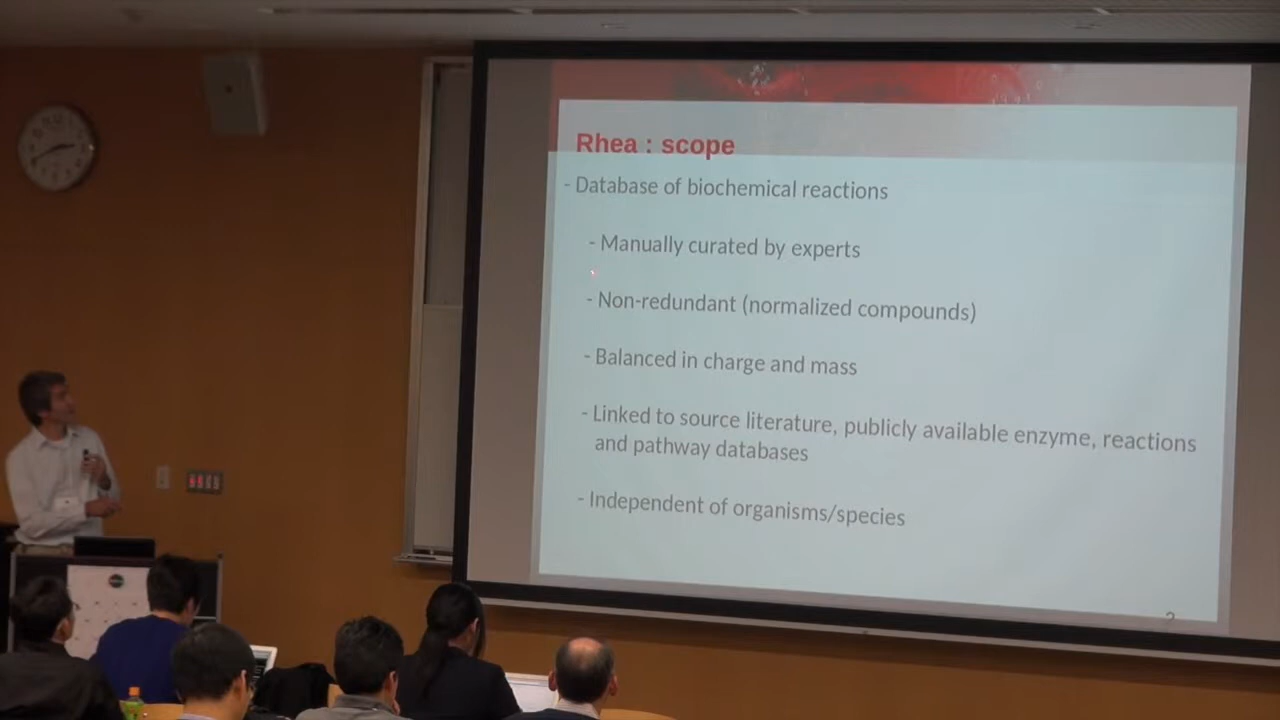 Rhea : scope
- Database of biochemical reactions
- Manually curated by experts
- Non-redundant (normalized compounds)
- Balanced in charge and mass
- Linked to source literature, publicly available enzyme, reactions
and pathway databases
- Independent of organisms/species
2